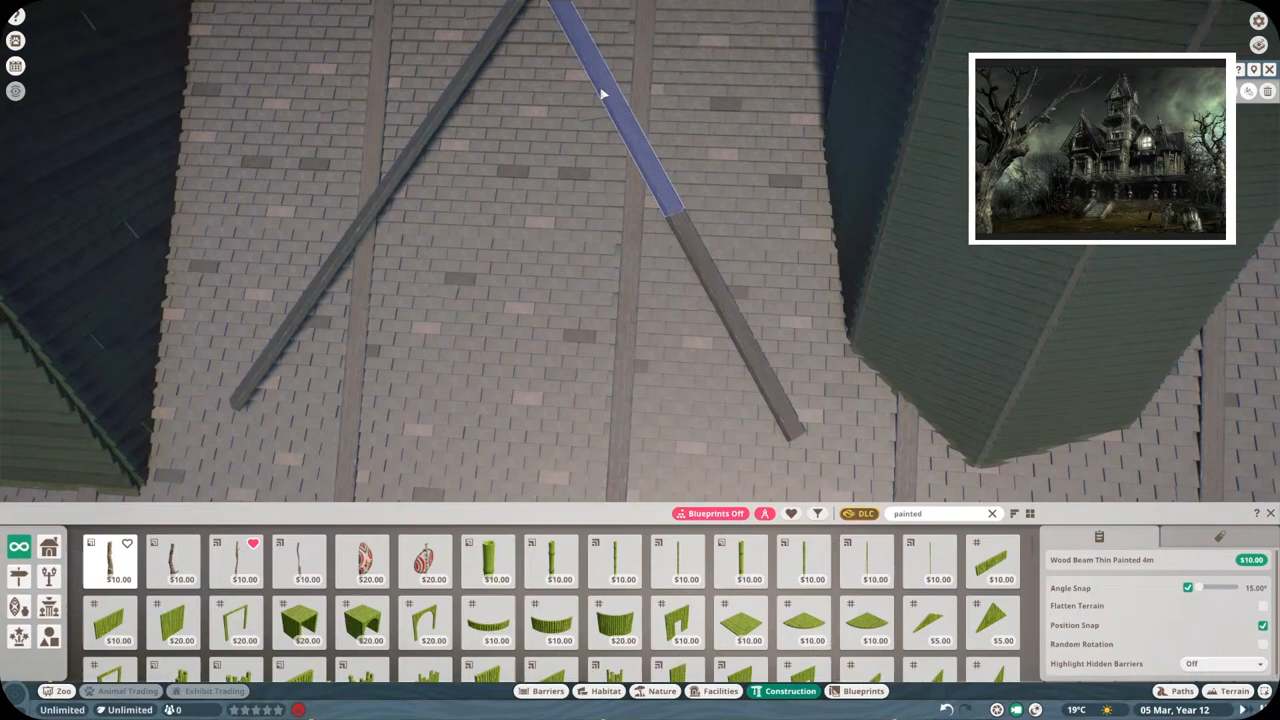 Blueprints Off
DLC
painted
$10.00 $10.00 $10.00 $10.00 $20.00 $20.00 $10.00 $10.00 $10.00 $10.00 $10.00 $10.00 $10.00 $10.00 $10.00
$10.00 $20.00 $20.00 $20.00 $20.00 $20.00 $10.00 $10.00 $20.00 $10.00 $10.00 $10.00 $10.00 $5.00 $5.00
Wood Beam Thin Painted 4m $10.00
Angle Snap 15.00°
Flatten Terrain
Position Snap
Random Rotation
Highlight Hidden Barriers Off
Zoo Animal Trading Exhibit Trading Barriers Habitat Nature Facilities Construction Blueprints Paths Terrain
Unlimited Unlimited 0 19°C 05 Mar, Year 12